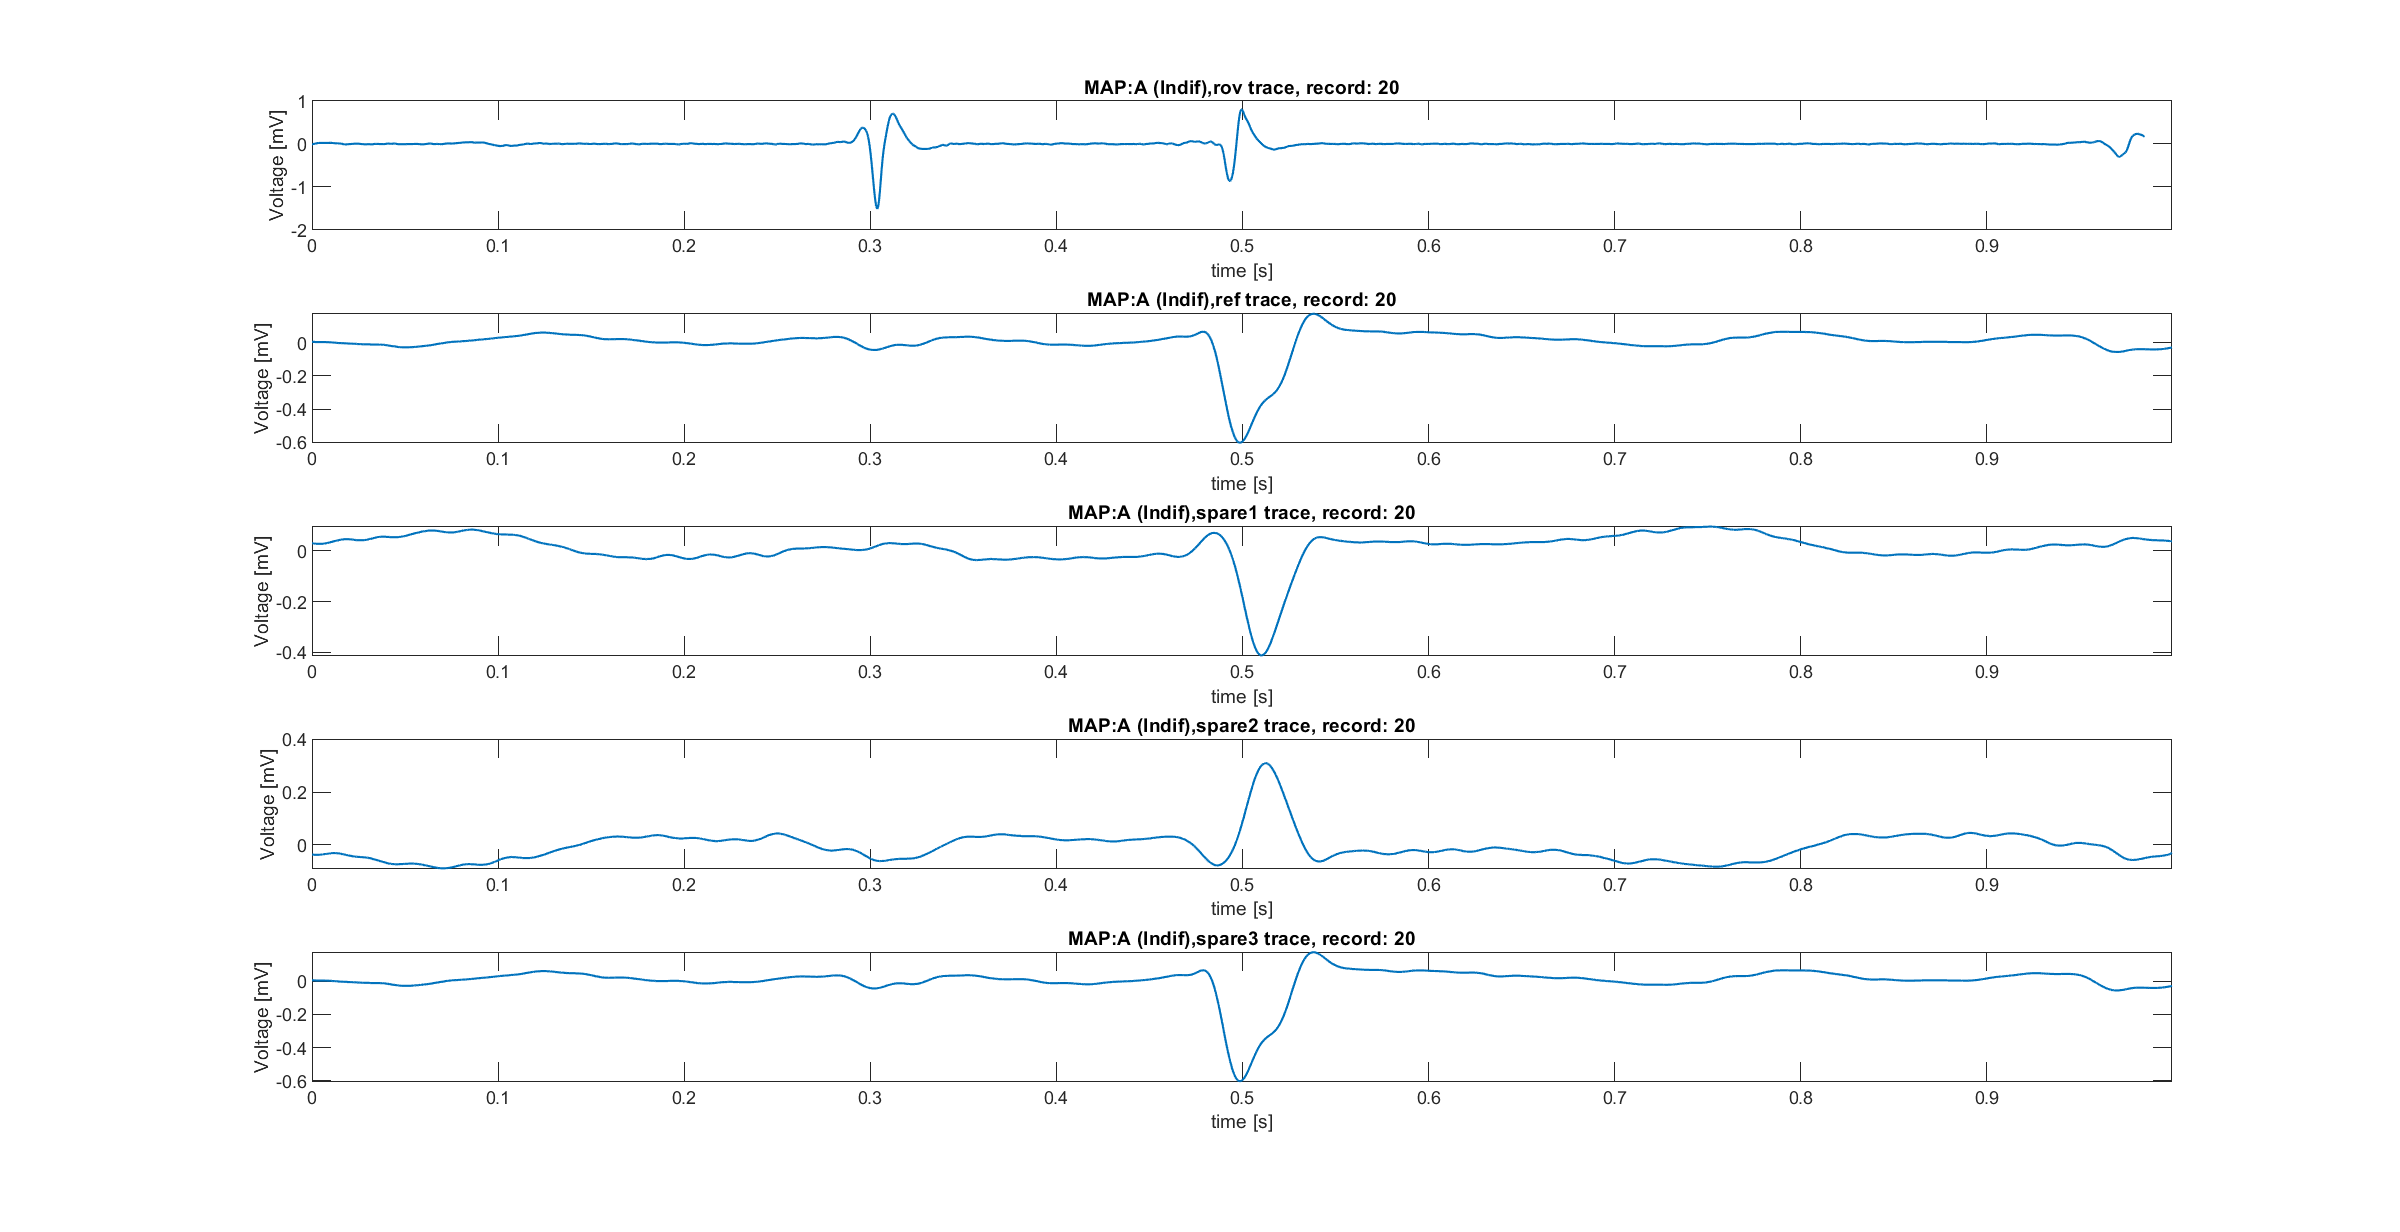 MAP:A (Indif),rov trace, record: 20
Voltage [mV]
1
0
-1
-2
0 0.1 0.2 0.3 0.4 0.5 0.6 0.7 0.8 0.9
time [s]
MAP:A (Indif),ref trace, record: 20
Voltage [mV]
0
-0.2
-0.4
-0.6
0 0.1 0.2 0.3 0.4 0.5 0.6 0.7 0.8 0.9
time [s]
MAP:A (Indif),spare1 trace, record: 20
Voltage [mV]
0
-0.2
-0.4
0 0.1 0.2 0.3 0.4 0.5 0.6 0.7 0.8 0.9
time [s]
MAP:A (Indif),spare2 trace, record: 20
Voltage [mV]
0.4
0.2
0
0 0.1 0.2 0.3 0.4 0.5 0.6 0.7 0.8 0.9
time [s]
MAP:A (Indif),spare3 trace, record: 20
Voltage [mV]
0
-0.2
-0.4
-0.6
0 0.1 0.2 0.3 0.4 0.5 0.6 0.7 0.8 0.9
time [s]